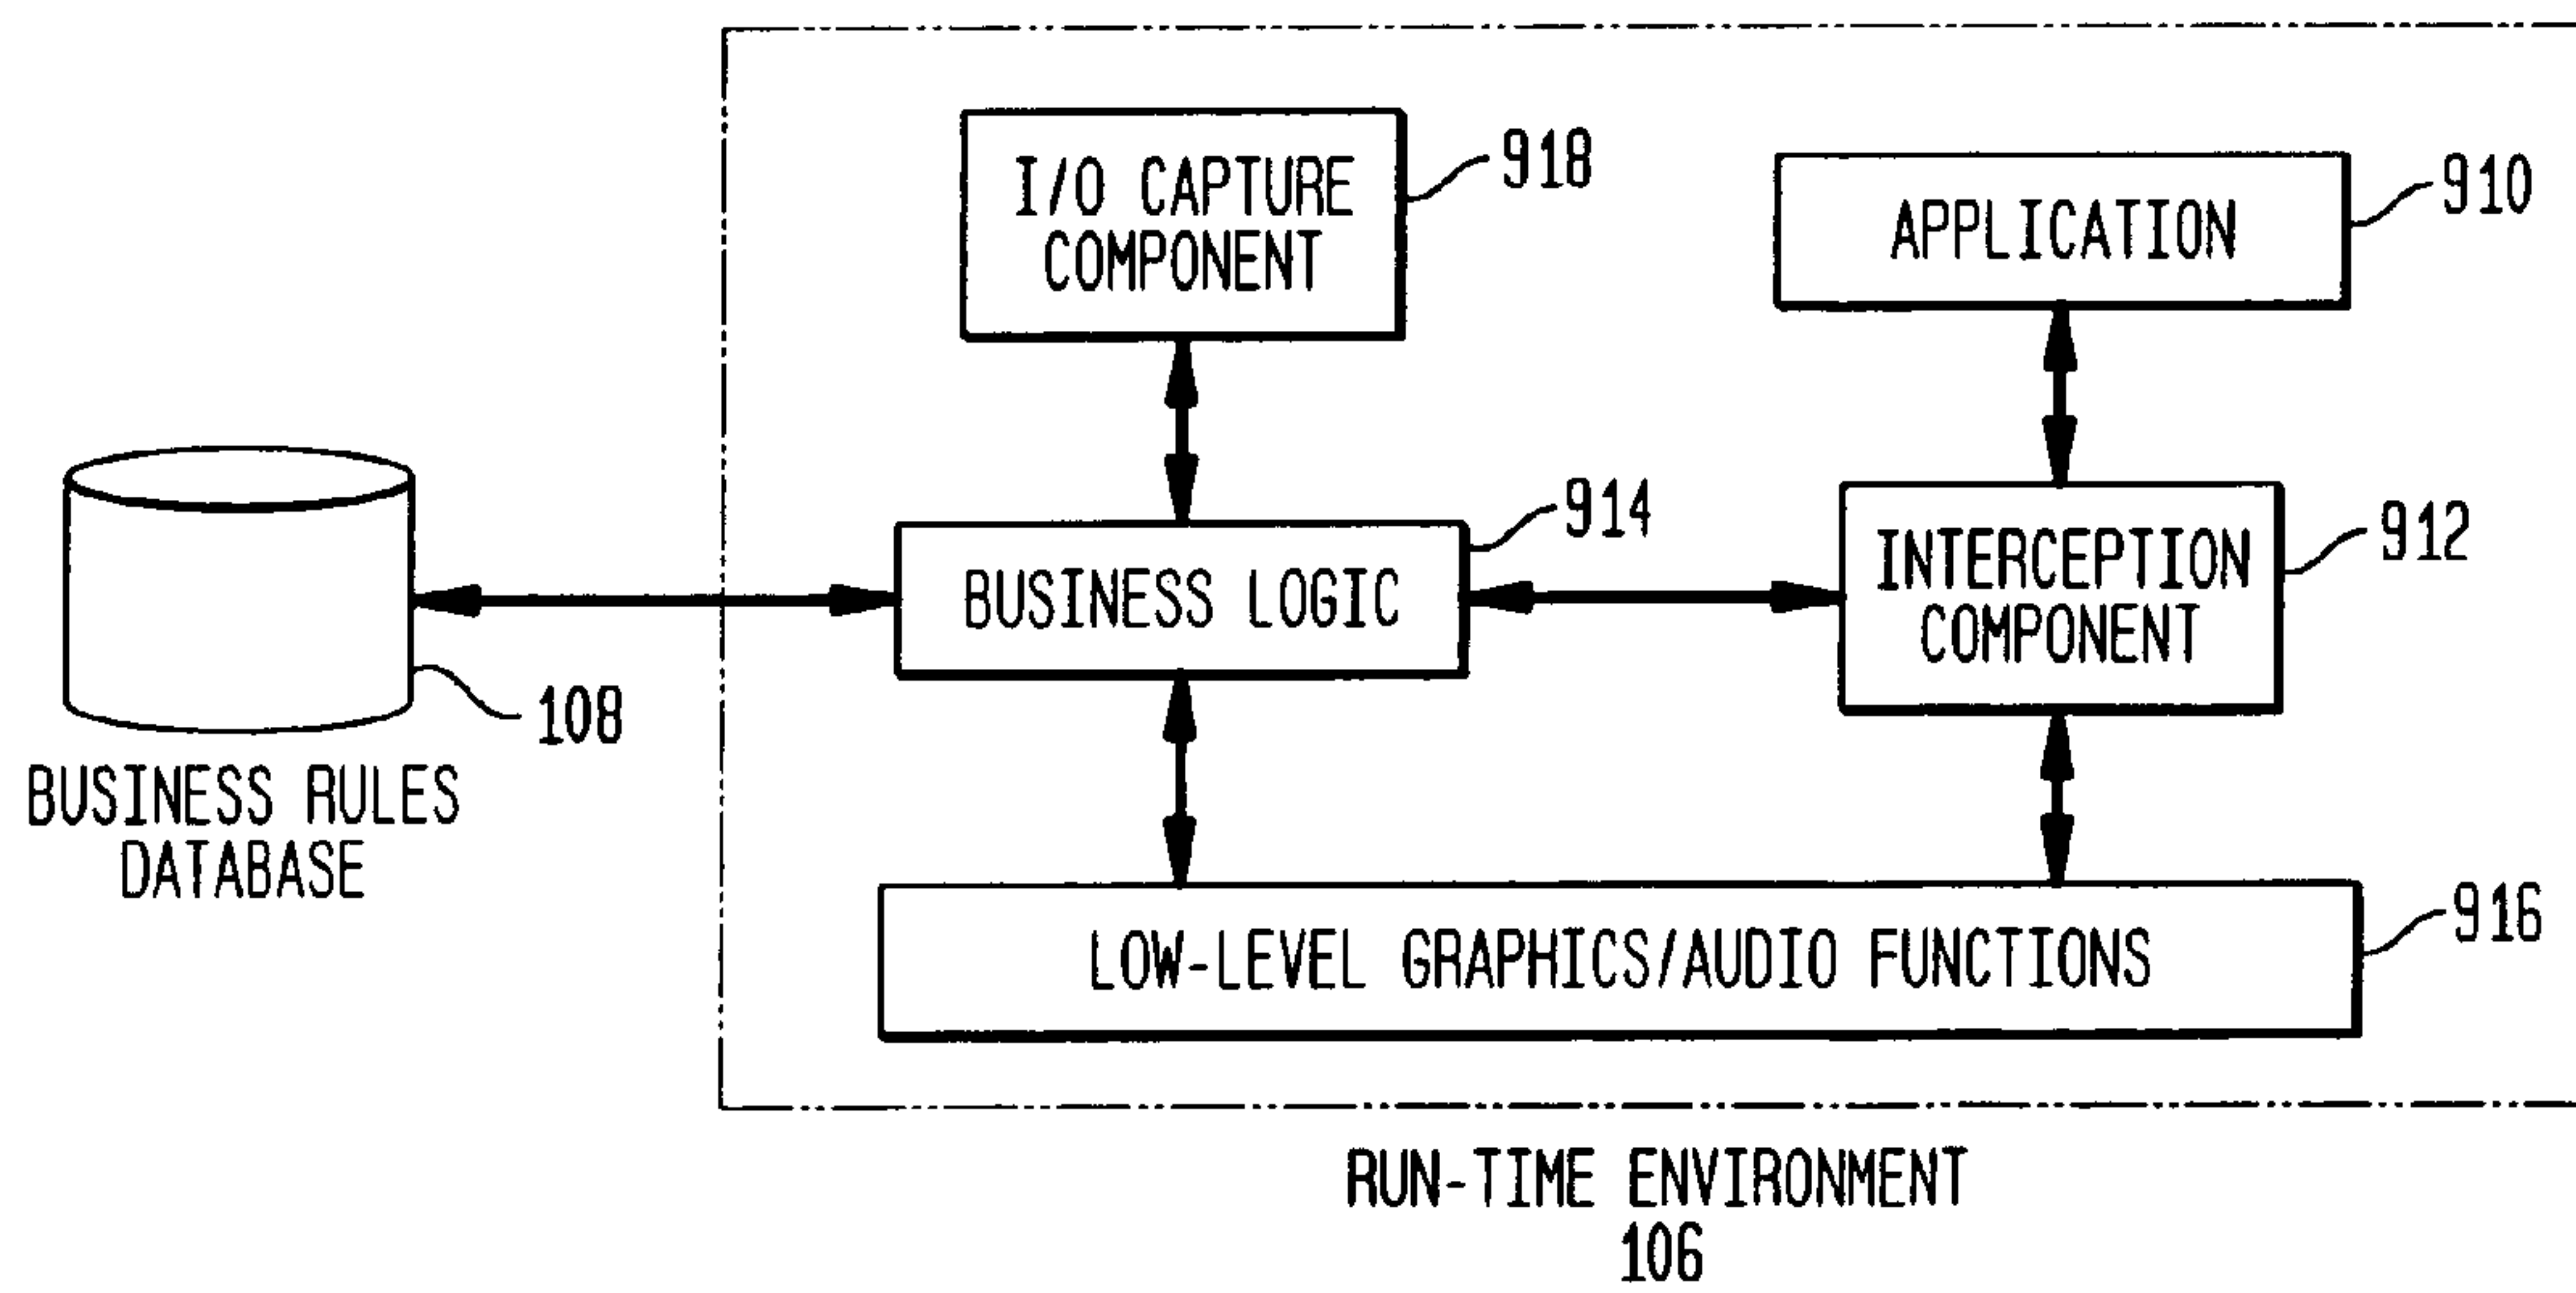 I/O CAPTURE
COMPONENT
918
APPLICATION
910
BUSINESS LOGIC
914
INTERCEPTION
COMPONENT
912
108
BUSINESS RULES
DATABASE
LOW-LEVEL GRAPHICS/AUDIO FUNCTIONS
916
RUN-TIME ENVIRONMENT
106